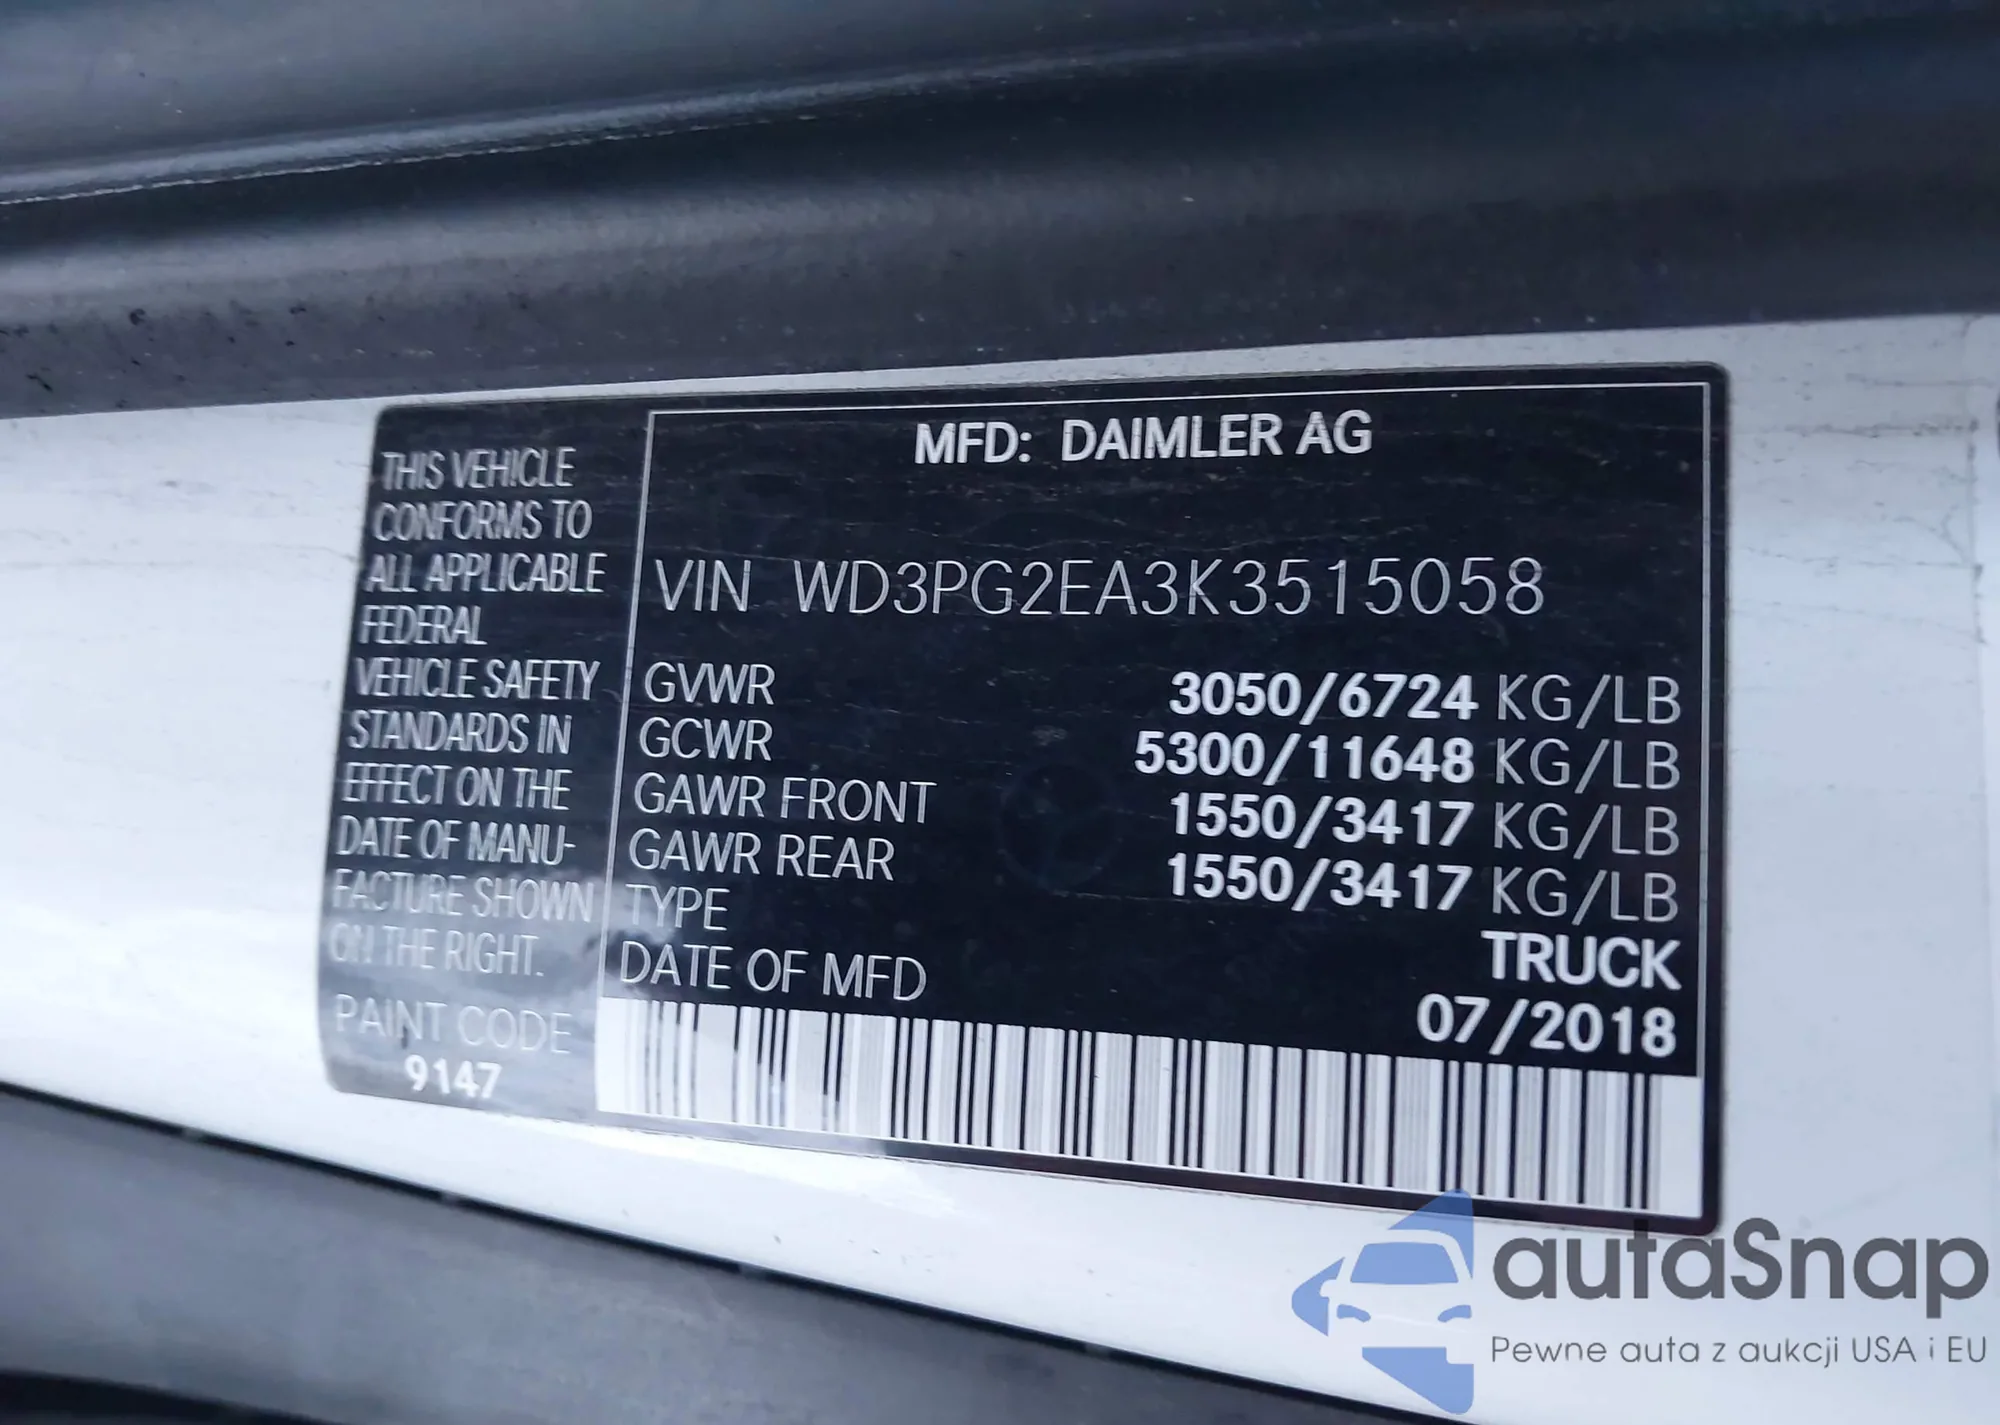 THIS VEHICLE
CONFORMS TO
ALL APPLICABLE
FEDERAL
VEHICLE SAFETY
STANDARDS IN
EFFECT ON THE
DATE OF MANU-
FACTURE SHOWN
ON THE RIGHT.
PAINT CODE
9147
MFD: DAIMLER AG
VIN WD3PG2EA3K3515058
GVWR 3050/6724 KG/LB
GCWR 5300/11648 KG/LB
GAWR FRONT 1550/3417 KG/LB
GAWR REAR 1550/3417 KG/LB
TYPE TRUCK
DATE OF MFD 07/2018
autaSnap
Pewne auta z aukcji USA i EU